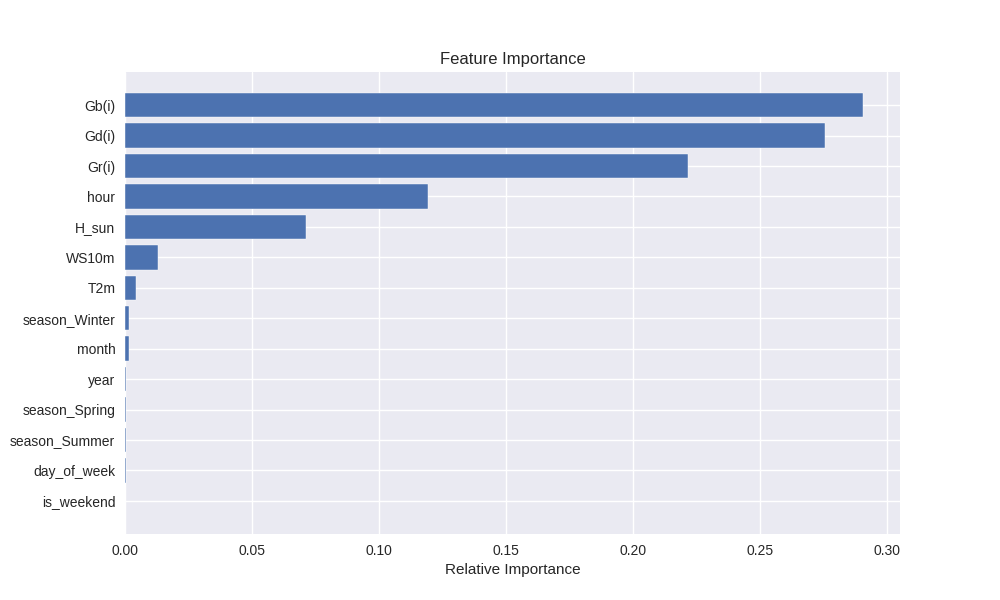 Feature Importance
Gb(i)
Gd(i)
Gr(i)
hour
H_sun
WS10m
T2m
season_Winter
month
year
season_Spring
season_Summer
day_of_week
is_weekend
0.00 0.05 0.10 0.15 0.20 0.25 0.30
Relative Importance